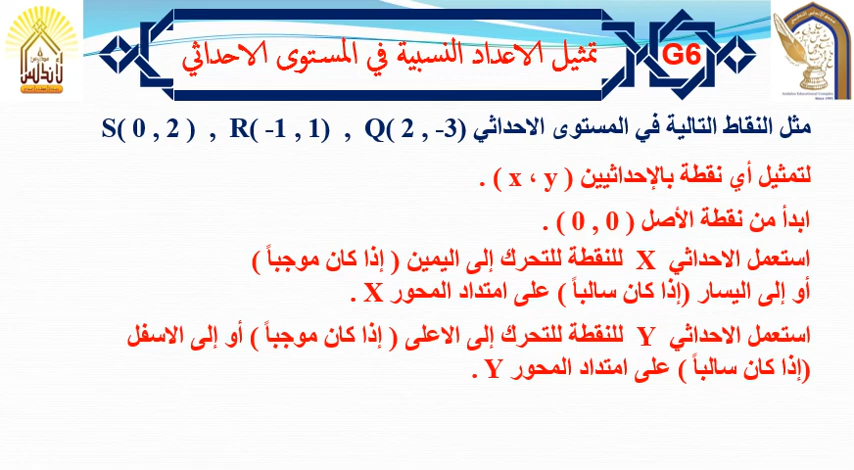 تمثيل الاعداد النسبية في المستوى الاحداثي
G6
مثل النقاط التالية في المستوى الاحداثي S( 0 , 2 ) , R( -1 , 1) , Q( 2 , -3)
لتمثيل أي نقطة بالإحداثيين ( x ، y ) .
ابدأ من نقطة الأصل ( 0 , 0 ) .
استعمل الاحداثي X للنقطة للتحرك إلى اليمين ( إذا كان موجباً )
أو إلى اليسار (إذا كان سالباً ) على امتداد المحور X .
استعمل الاحداثي Y للنقطة للتحرك إلى الاعلى ( إذا كان موجباً ) أو إلى الاسفل
(إذا كان سالباً ) على امتداد المحور Y .